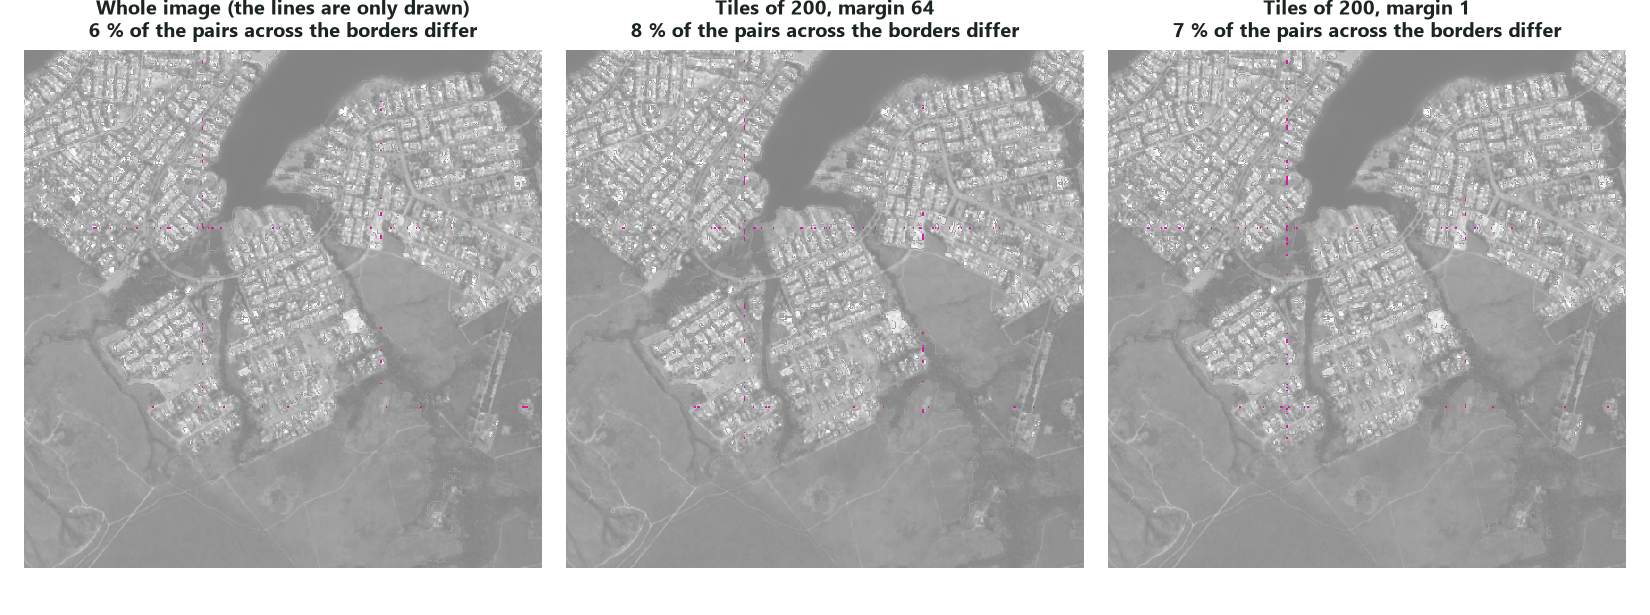 Whole image (the lines are only drawn)
6 % of the pairs across the borders differ
Tiles of 200, margin 64
8 % of the pairs across the borders differ
Tiles of 200, margin 1
7 % of the pairs across the borders differ